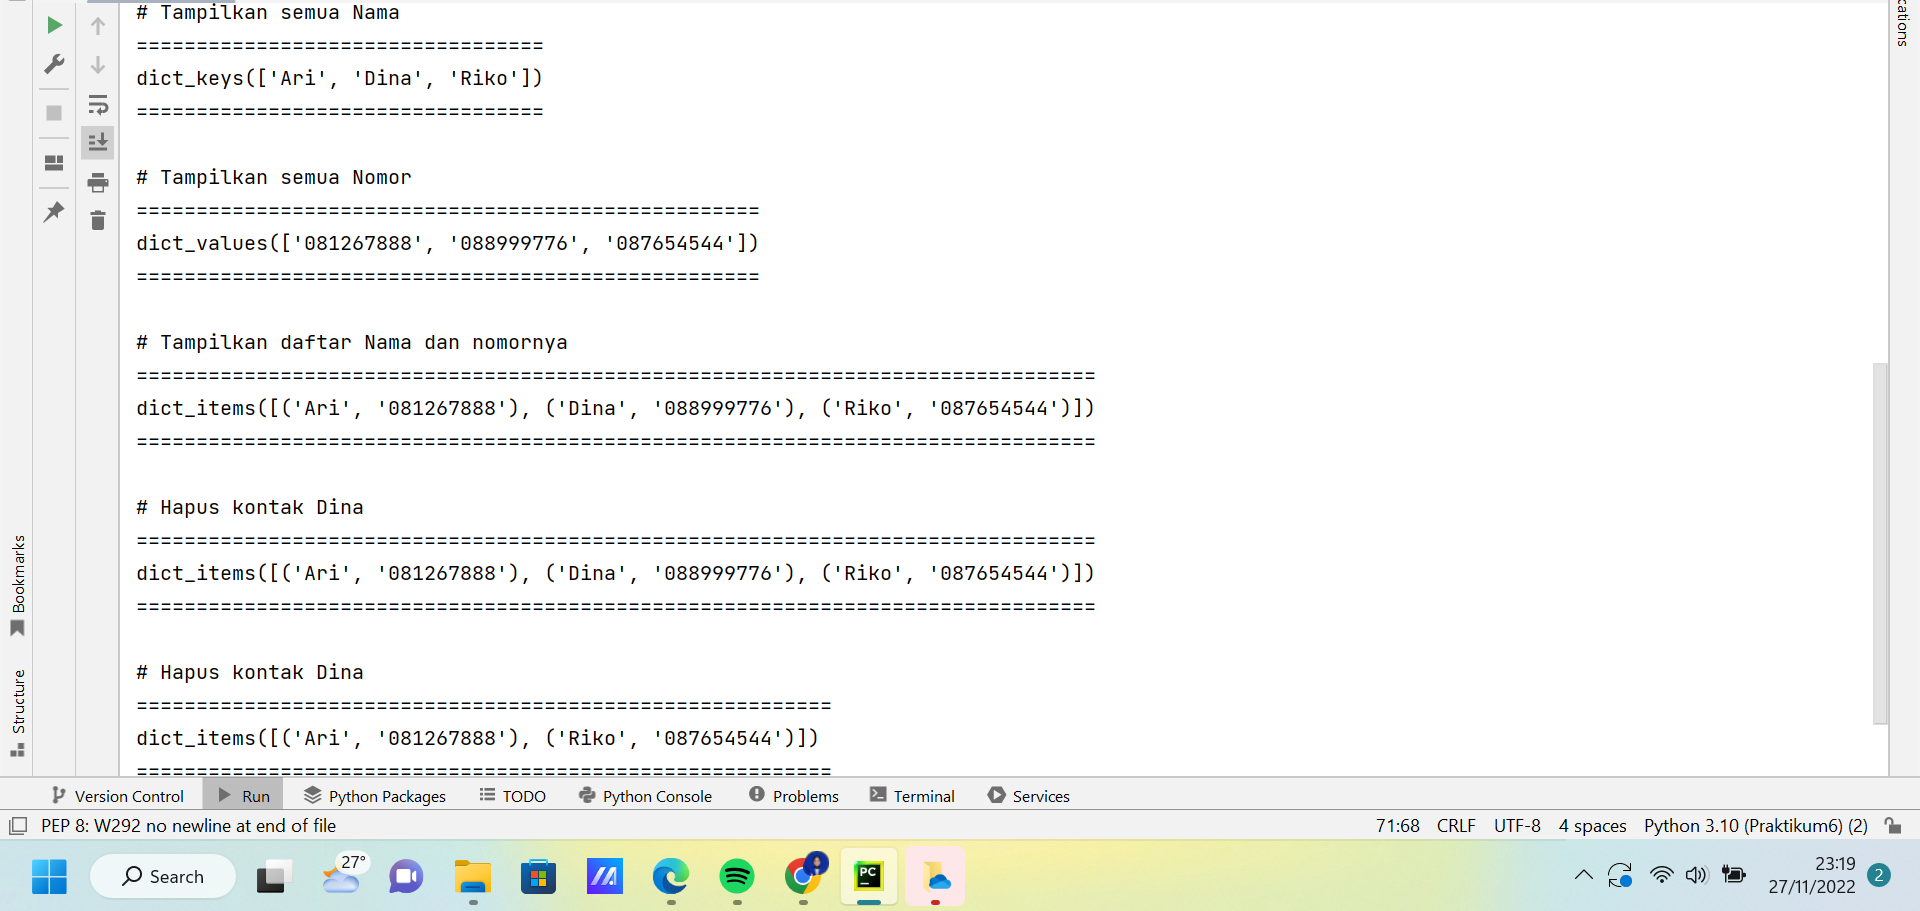 # Tampilkan semua Nama
==================================
dict_keys(['Ari', 'Dina', 'Riko'])
==================================
# Tampilkan semua Nomor
====================================================
dict_values(['081267888', '088999776', '087654544'])
====================================================
# Tampilkan daftar Nama dan nomornya
================================================================================
dict_items([('Ari', '081267888'), ('Dina', '088999776'), ('Riko', '087654544')])
================================================================================
# Hapus kontak Dina
================================================================================
dict_items([('Ari', '081267888'), ('Dina', '088999776'), ('Riko', '087654544')])
================================================================================
# Hapus kontak Dina
==========================================================
dict_items([('Ari', '081267888'), ('Riko', '087654544')])
==========================================================
Bookmarks
Structure
Version Control Run Python Packages TODO Python Console Problems Terminal Services
PEP 8: W292 no newline at end of file 71:68 CRLF UTF-8 4 spaces Python 3.10 (Praktikum6) (2)
Search 27° PC 23:19
27/11/2022 2